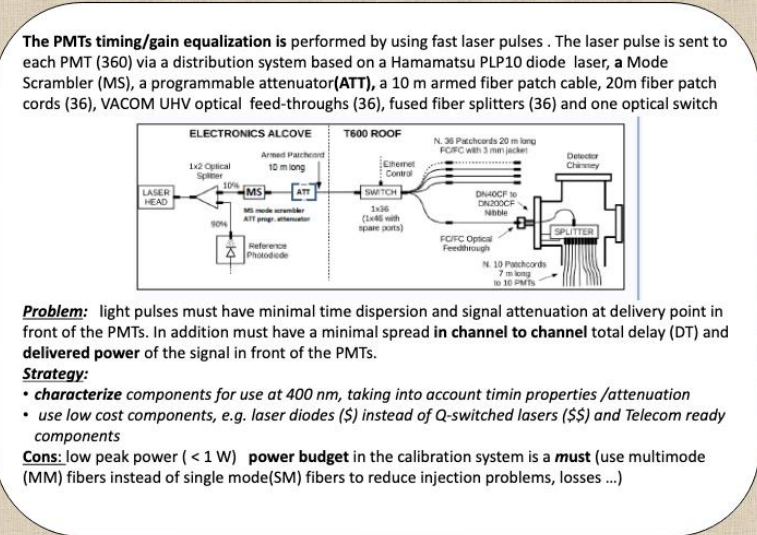 The PMTs timing/gain equalization is performed by using fast laser pulses . The laser pulse is sent to
each PMT (360) via a distribution system based on a Hamamatsu PLP10 diode laser, a Mode
Scrambler (MS), a programmable attenuator(ATT), a 10 m armed fiber patch cable, 20m fiber patch
cords (36), VACOM UHV optical feed-throughs (36), fused fiber splitters (36) and one optical switch
ELECTRONICS ALCOVE
T600 ROOF
Armed Patchcord
10 m long
1x2 Optical
Splitter
LASER
HEAD
10%
MS
ATT
MS mode scrambler
ATT progr. attenuator
90%
Reference
Photodiode
Ethernet
Control
SWITCH
1x36
(1x46 with
spare ports)
N. 36 Patchcords 20 m long
FC/FC with 3 mm jacket
Detector
Chimney
DN40CF to
DN200CF
Nibble
FC/FC Optical
Feedthrough
SPLITTER
N. 10 Patchcords
7 m long
to 10 PMTs
Problem: light pulses must have minimal time dispersion and signal attenuation at delivery point in
front of the PMTs. In addition must have a minimal spread in channel to channel total delay (DT) and
delivered power of the signal in front of the PMTs.
Strategy:
• characterize components for use at 400 nm, taking into account timin properties /attenuation
• use low cost components, e.g. laser diodes ($) instead of Q-switched lasers ($$) and Telecom ready
components
Cons: low peak power ( < 1 W) power budget in the calibration system is a must (use multimode
(MM) fibers instead of single mode(SM) fibers to reduce injection problems, losses ...)